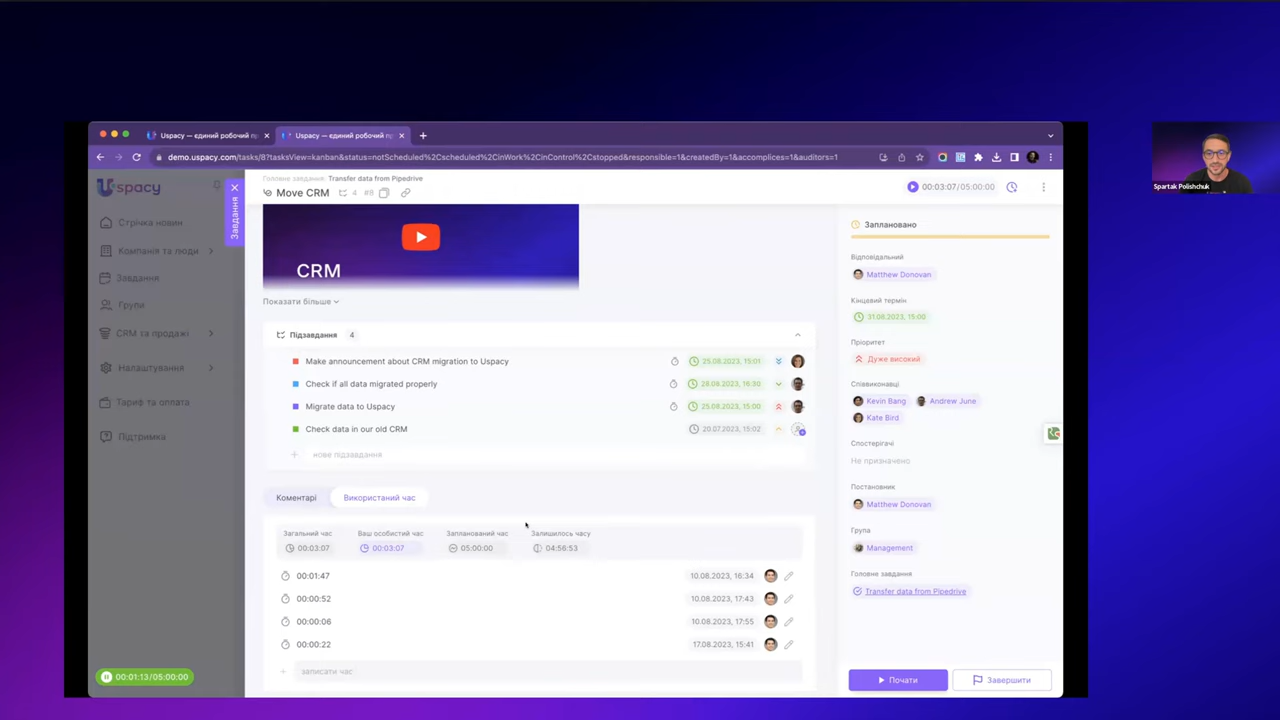 Uspacy — єдиний робочий пр
Uspacy — єдиний робочий пр
demo.uspacy.com/tasks/8?tasksView=kanban&status=notScheduled%2Cscheduled%2CinWork%2CinControl%2Cstopped&responsible=1&createdBy=1&accomplices=1&auditors=1
Spartak Polishchuk
Uspacy
Стрічка новин
Компанія та люди
Завдання
Групи
CRM та продажі
Налаштування
Тариф та оплата
Підтримка
00:01:13/05:00:00
Завдання
Головне завдання: Transfer data from Pipedrive
Move CRM 4 #8
00:03:07/05:00:00
CRM
Показати більше
Підзавдання 4
Make announcement about CRM migration to Uspacy 25.08.2023, 15:01
Check if all data migrated properly 28.08.2023, 16:30
Migrate data to Uspacy 25.08.2023, 15:00
Check data in our old CRM 20.07.2023, 15:02
нове підзавдання
Коментарі Використаний час
Загальний час Ваш особистий час Запланований час Залишилось часу
00:03:07 00:03:07 05:00:00 04:56:53
00:01:47 10.08.2023, 16:34
00:00:52 10.08.2023, 17:43
00:00:06 10.08.2023, 17:55
00:00:22 17.08.2023, 15:41
записати час
Заплановано
Відповідальний
Matthew Donovan
Кінцевий термін
31.08.2023, 15:00
Пріоритет
Дуже високий
Співвиконавці
Kevin Bang Andrew June
Kate Bird
Спостерігачі
Не призначено
Постановник
Matthew Donovan
Група
Management
Головне завдання
Transfer data from Pipedrive
Почати Завершити